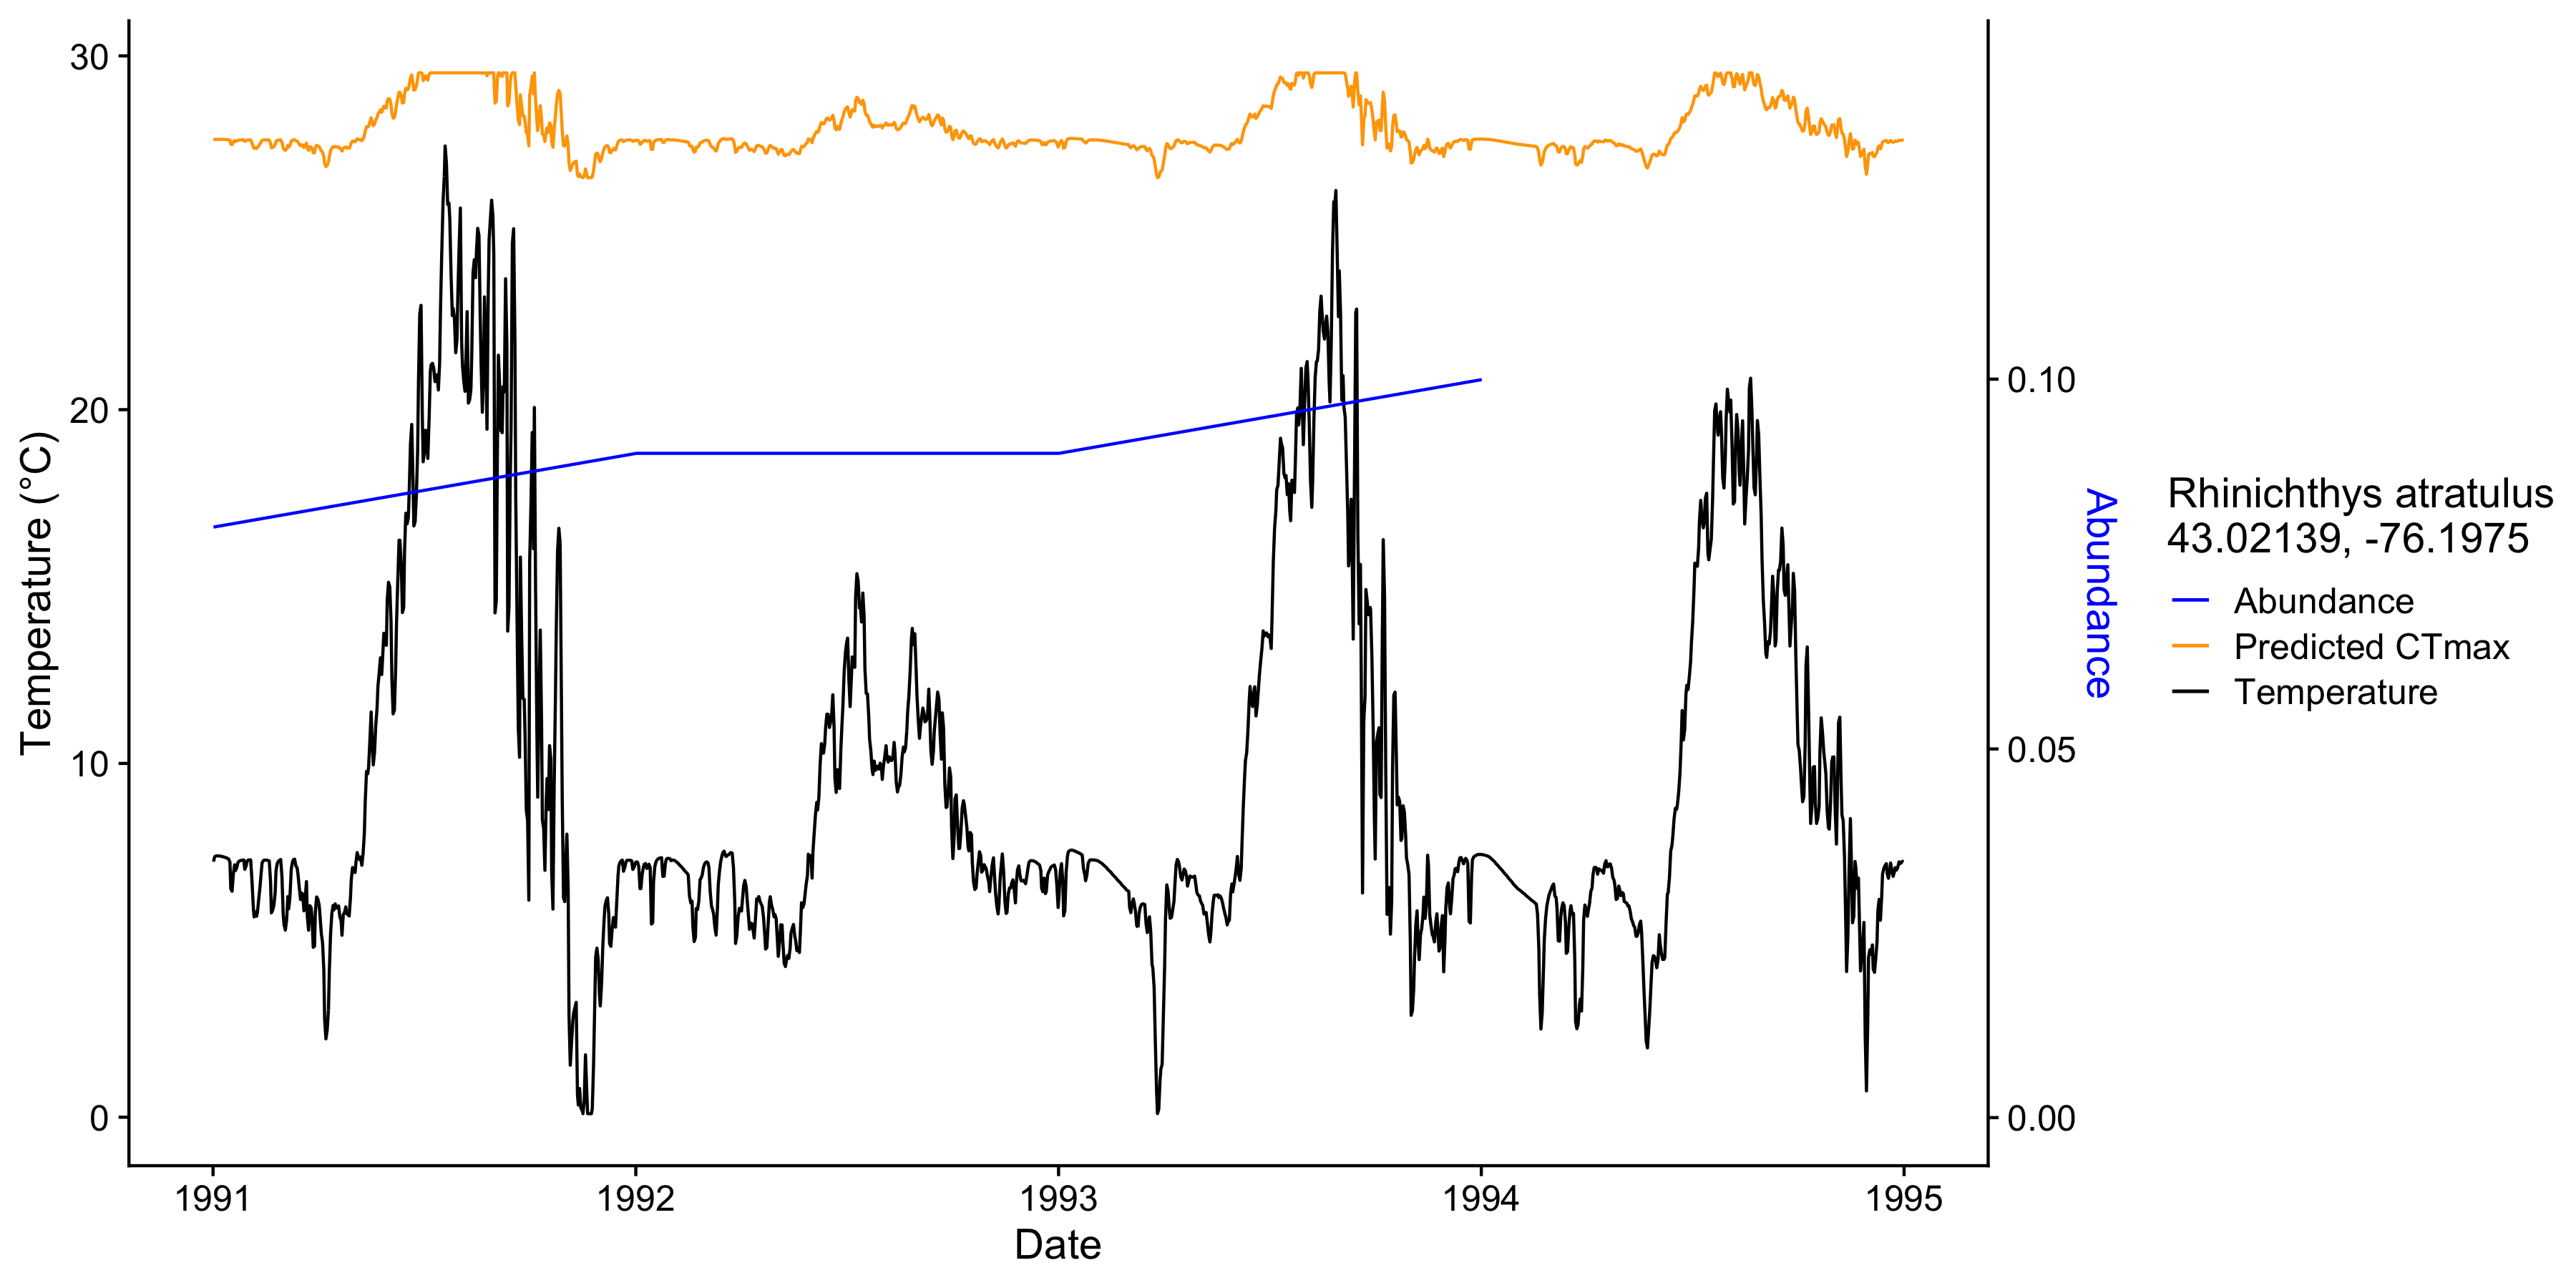 30
20
10
0
Temperature (°C)
1991
1992
1993
1994
1995
Date
0.10
0.05
0.00
Abundance
Rhinichthys atratulus
43.02139, -76.1975
Abundance
Predicted CTmax
Temperature